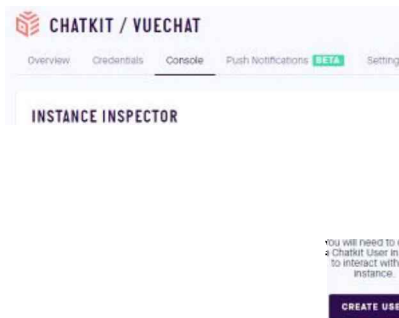 CHATKIT / VUECHAT
Overview Credentials Console Push Notifications BETA Setting
INSTANCE INSPECTOR
You will need to
a Chatkit User in
to interact with
instance.
CREATE USE